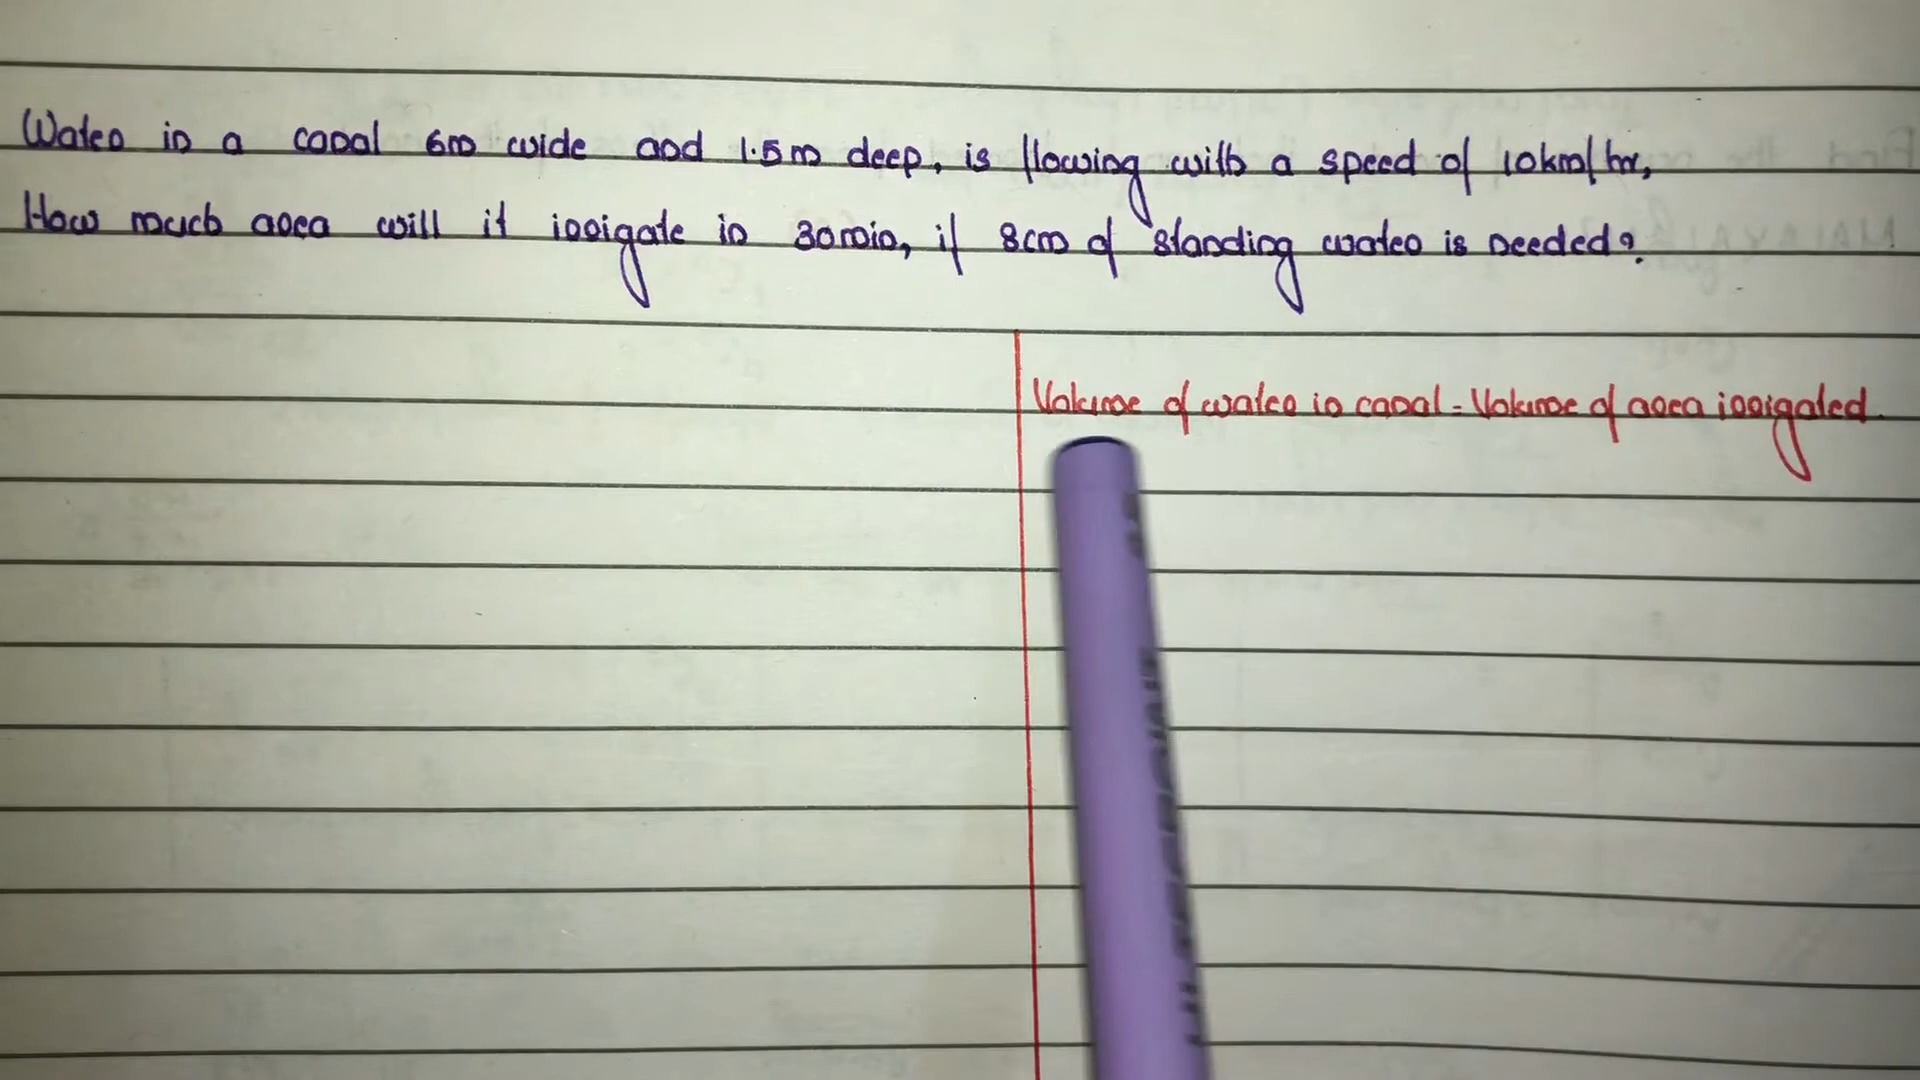 Water in a canal 6m wide and 1.5m deep, is flowing with a speed of 10km/hr,
How much area will it irrigate in 30min, if 8cm of standing water is needed?
Volume of water in canal = Volume of area irrigated.